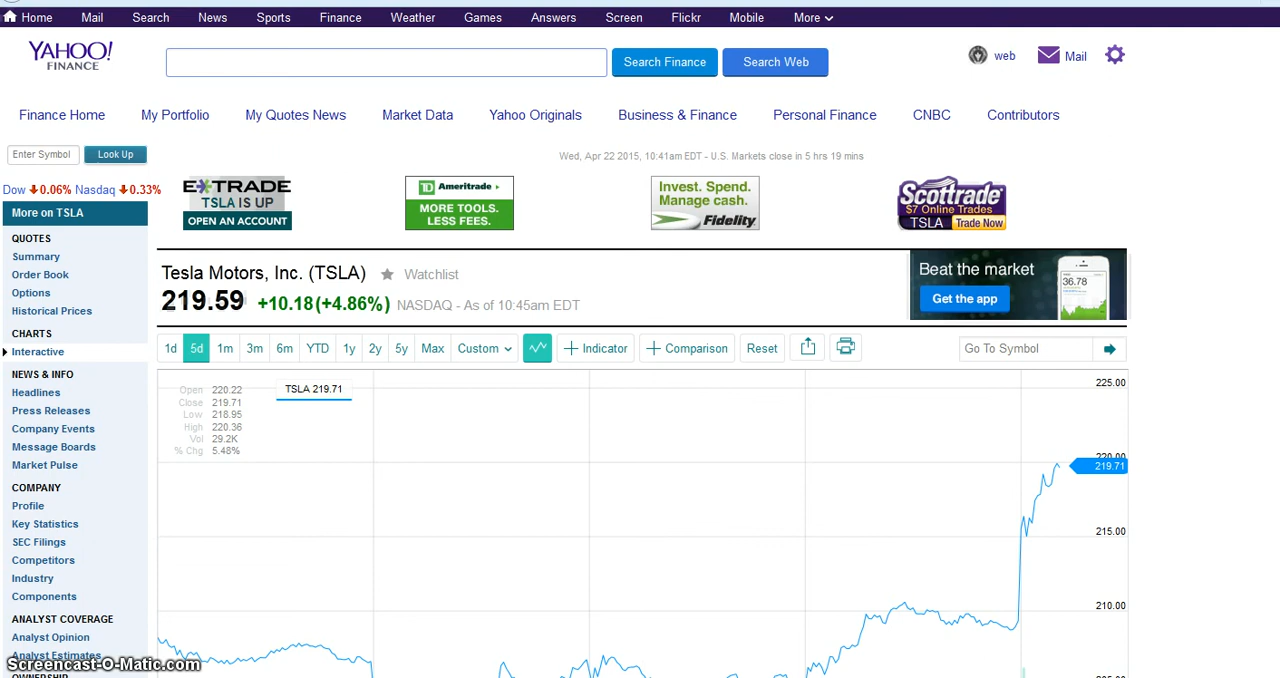 Home Mail Search News Sports Finance Weather Games Answers Screen Flickr Mobile More
YAHOO!
FINANCE
Search Finance
Search Web
web
Mail
Finance Home My Portfolio My Quotes News Market Data Yahoo Originals Business & Finance Personal Finance CNBC Contributors
Enter Symbol
Look Up
Wed, Apr 22 2015, 10:41am EDT - U.S. Markets close in 5 hrs 19 mins
Dow 0.06% Nasdaq 0.33%
E*TRADE
TSLA IS UP
OPEN AN ACCOUNT
TD Ameritrade
MORE TOOLS.
LESS FEES.
Invest. Spend.
Manage cash.
Fidelity
Scottrade
$7 Online Trades
TSLA Trade Now
More on TSLA
QUOTES
Summary
Order Book
Options
Historical Prices
CHARTS
Interactive
NEWS & INFO
Headlines
Press Releases
Company Events
Message Boards
Market Pulse
COMPANY
Profile
Key Statistics
SEC Filings
Competitors
Industry
Components
ANALYST COVERAGE
Analyst Opinion
Analyst Estimates
OWNERSHIP
Tesla Motors, Inc. (TSLA) Watchlist
219.59 +10.18(+4.86%) NASDAQ - As of 10:45am EDT
Beat the market
Get the app
36.78
1d 5d 1m 3m 6m YTD 1y 2y 5y Max Custom Indicator Comparison Reset
Go To Symbol
Open 220.22
Close 219.71
Low 218.95
High 220.36
Vol 29.2K
% Chg 5.48%
TSLA 219.71
225.00
220.00
219.71
215.00
210.00
205.00
Screencast-O-Matic.com